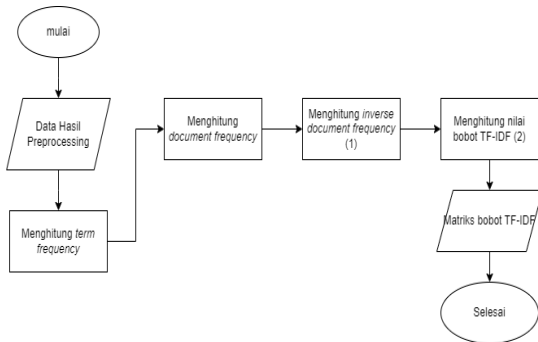 mulai
Data Hasil
Preprocessing
Menghitung term
frequency
Menghitung
document frequency
Menghitung inverse
document frequency
(1)
Menghitung nilai
bobot TF-IDF (2)
Matriks bobot TF-IDF
Selesai